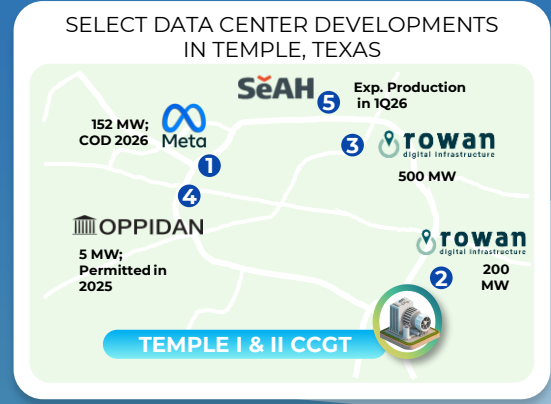 SELECT DATA CENTER DEVELOPMENTS
IN TEMPLE, TEXAS
SeAH
5
Exp. Production
in 1Q26
152 MW;
COD 2026
Meta
1
3
rowan
digital infrastructure
500 MW
4
OPPIDAN
5 MW;
Permitted in
2025
rowan
digital infrastructure
2
200
MW
TEMPLE I & II CCGT